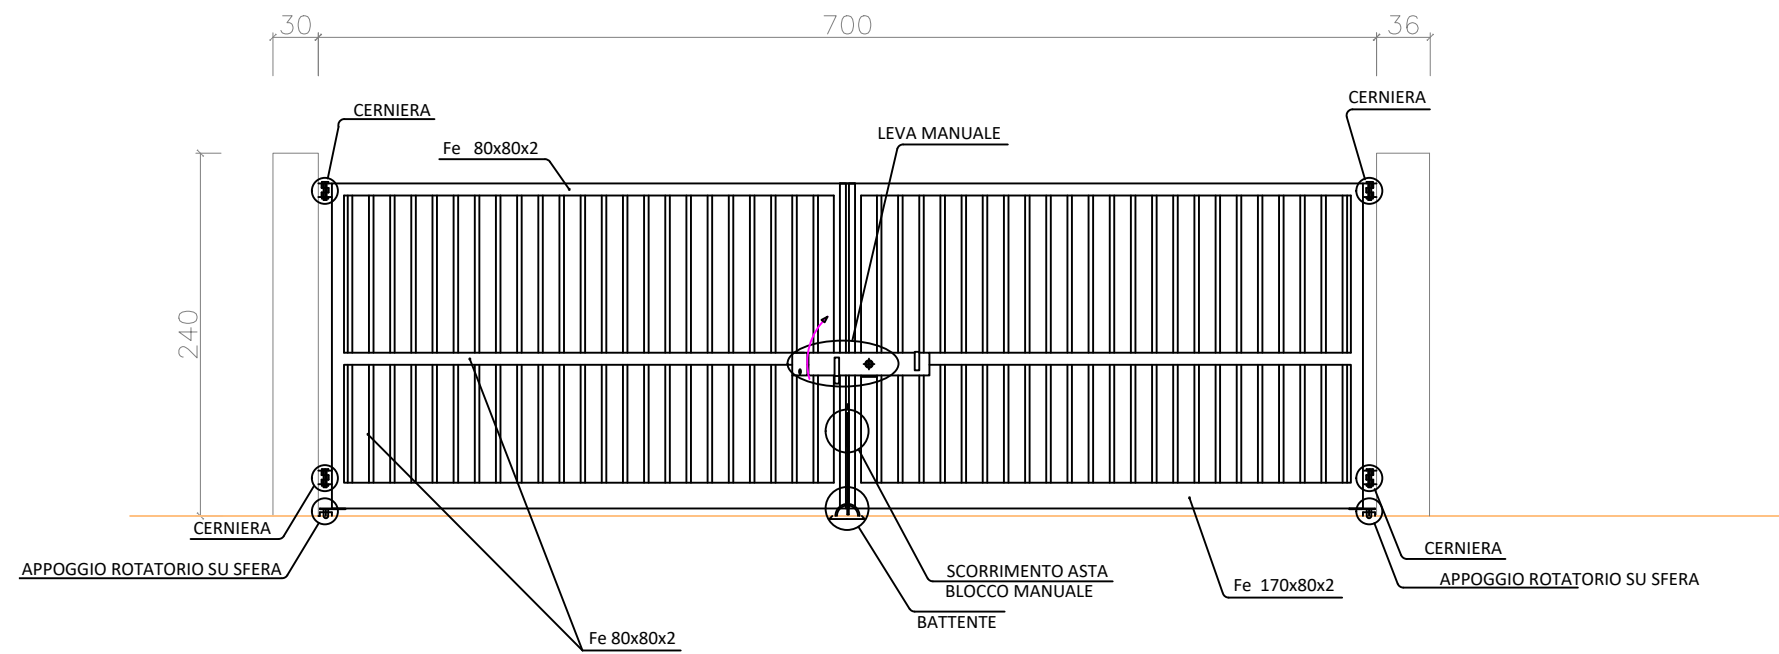 30
700
36
CERNIERA
CERNIERA
LEVA MANUALE
Fe 80x80x2
240
CERNIERA
CERNIERA
APPOGGIO ROTATORIO SU SFERA
SCORRIMENTO ASTA
BLOCCO MANUALE
APPOGGIO ROTATORIO SU SFERA
Fe 170x80x2
BATTENTE
Fe 80x80x2